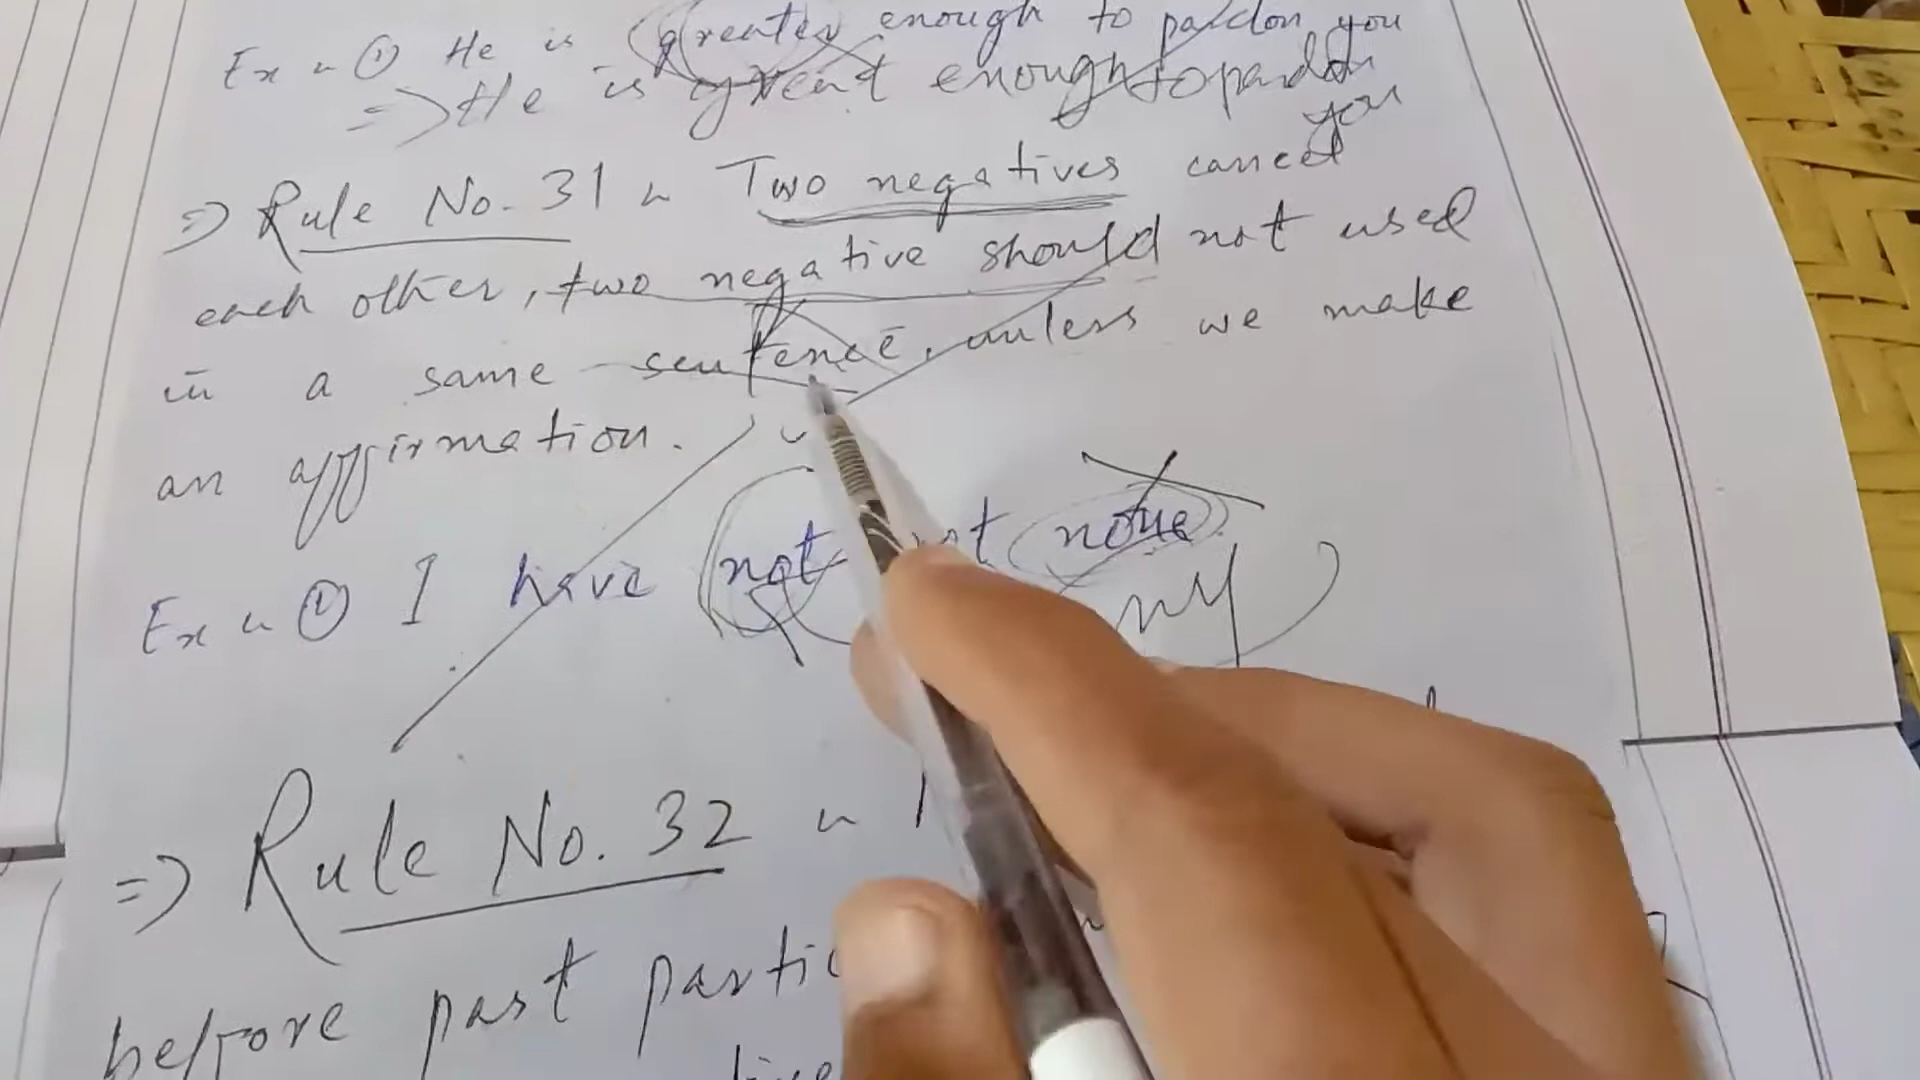 Ex ~ ① He is greater enough to pardon you
=> He is great enough to pardon
you
=> Rule No. 31 ~ Two negatives cancel
each other, two negative should not used
in a same sentence, unless we make
an affirmation.
Ex ~ ① I have not got none.
ny
=> Rule No. 32 ~
before past partic